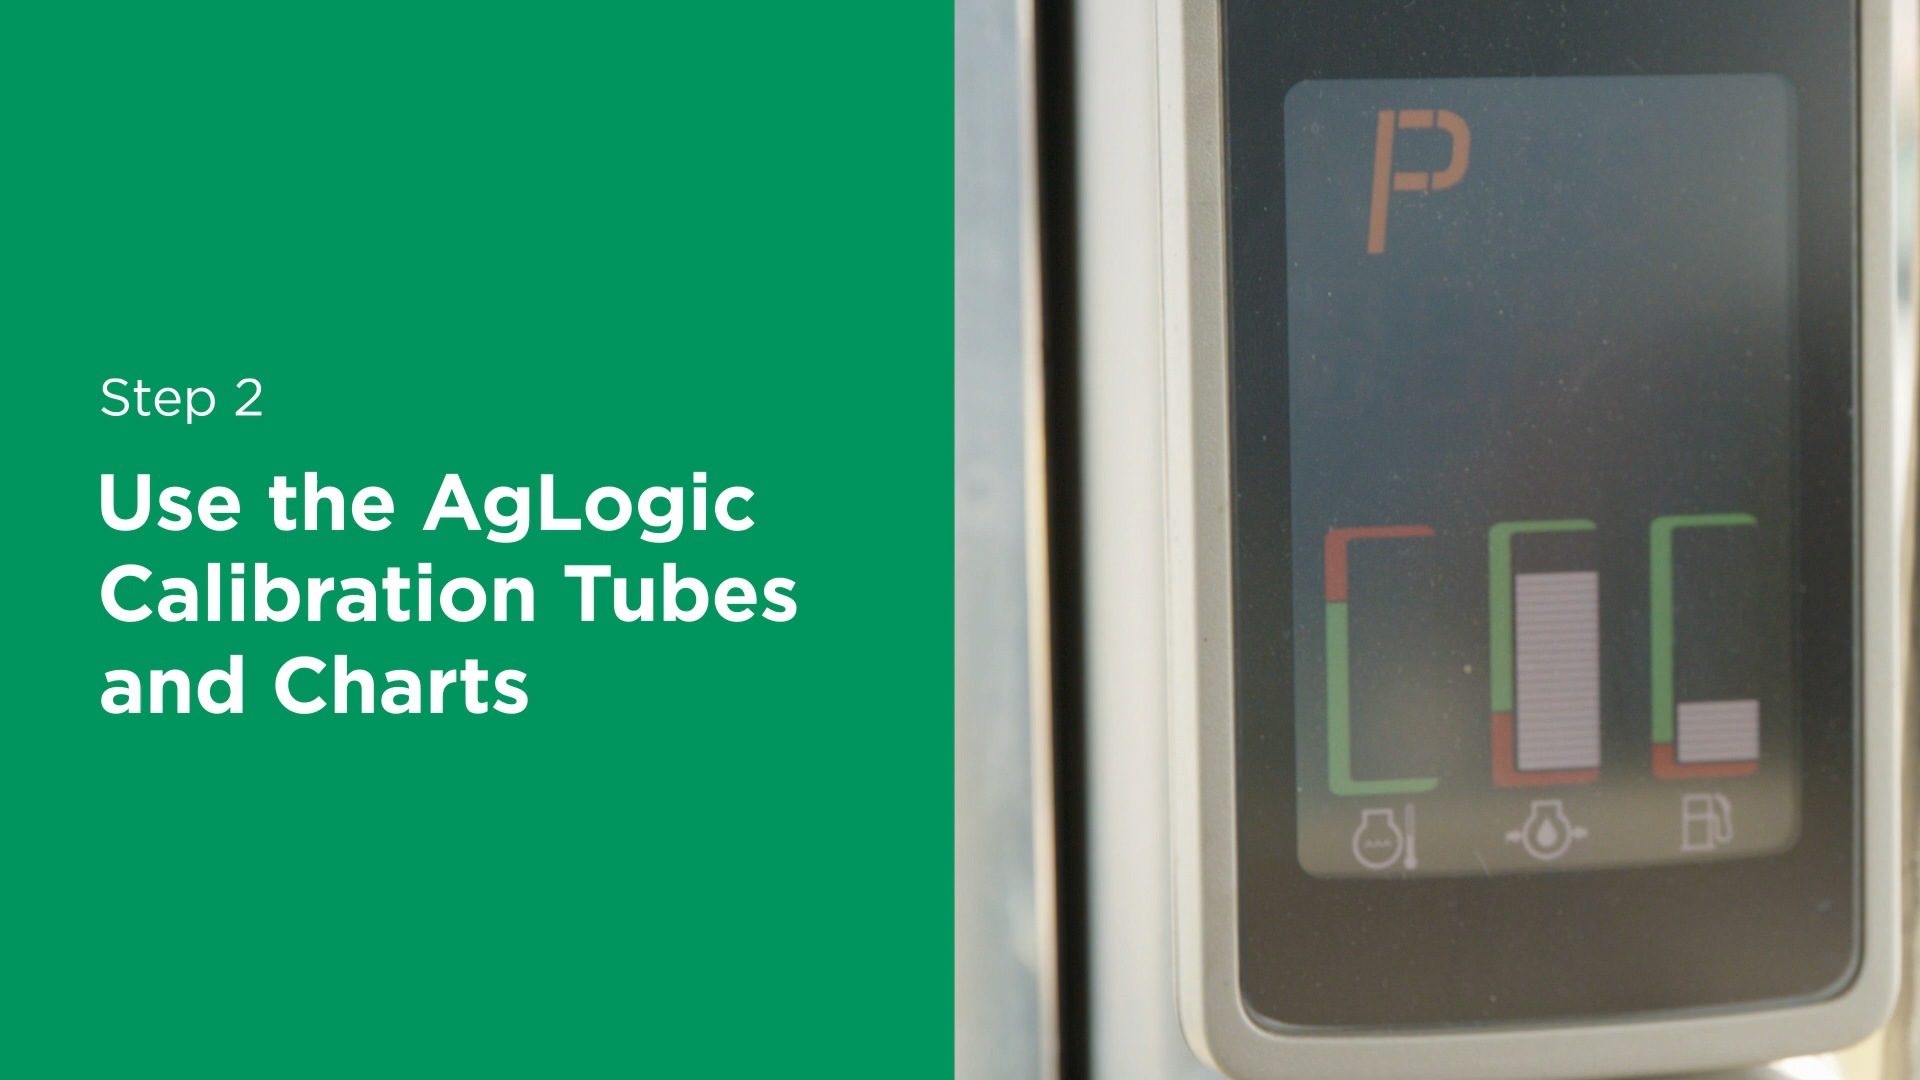 Step 2
Use the AgLogic
Calibration Tubes
and Charts
P